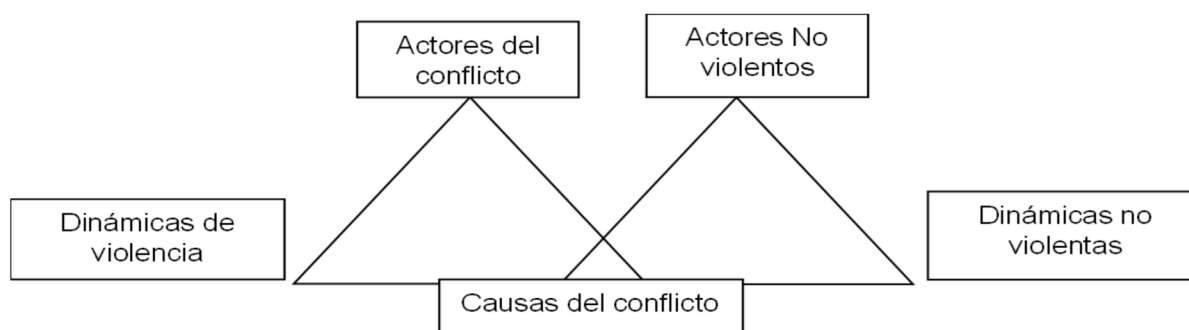 Actores del
conflicto
Actores No
violentos
Dinámicas de
violencia
Dinámicas no
violentas
Causas del conflicto